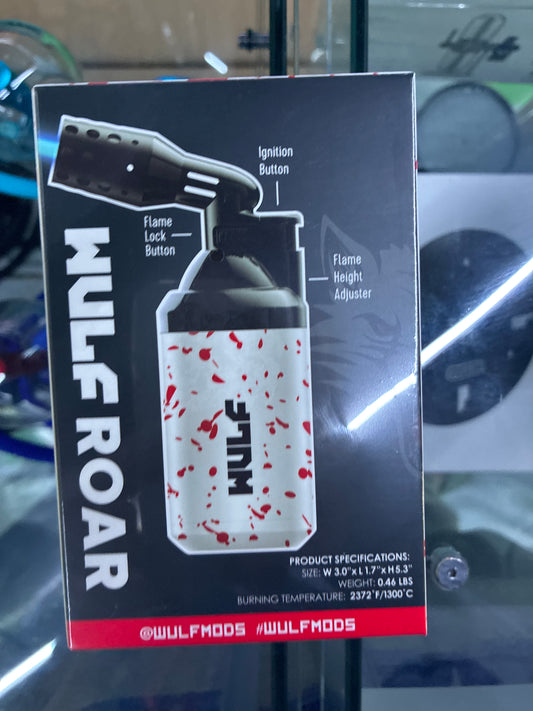 Ignition
Button
Flame
Lock
Button
Flame
Height
Adjuster
WULF ROAR
WULF
PRODUCT SPECIFICATIONS:
SIZE: W 3.0"x L 1.7"x H 5.3"
WEIGHT: 0.46 LBS
BURNING TEMPERATURE: 2372°F/1300°C
@WULFMODS #WULFMODS